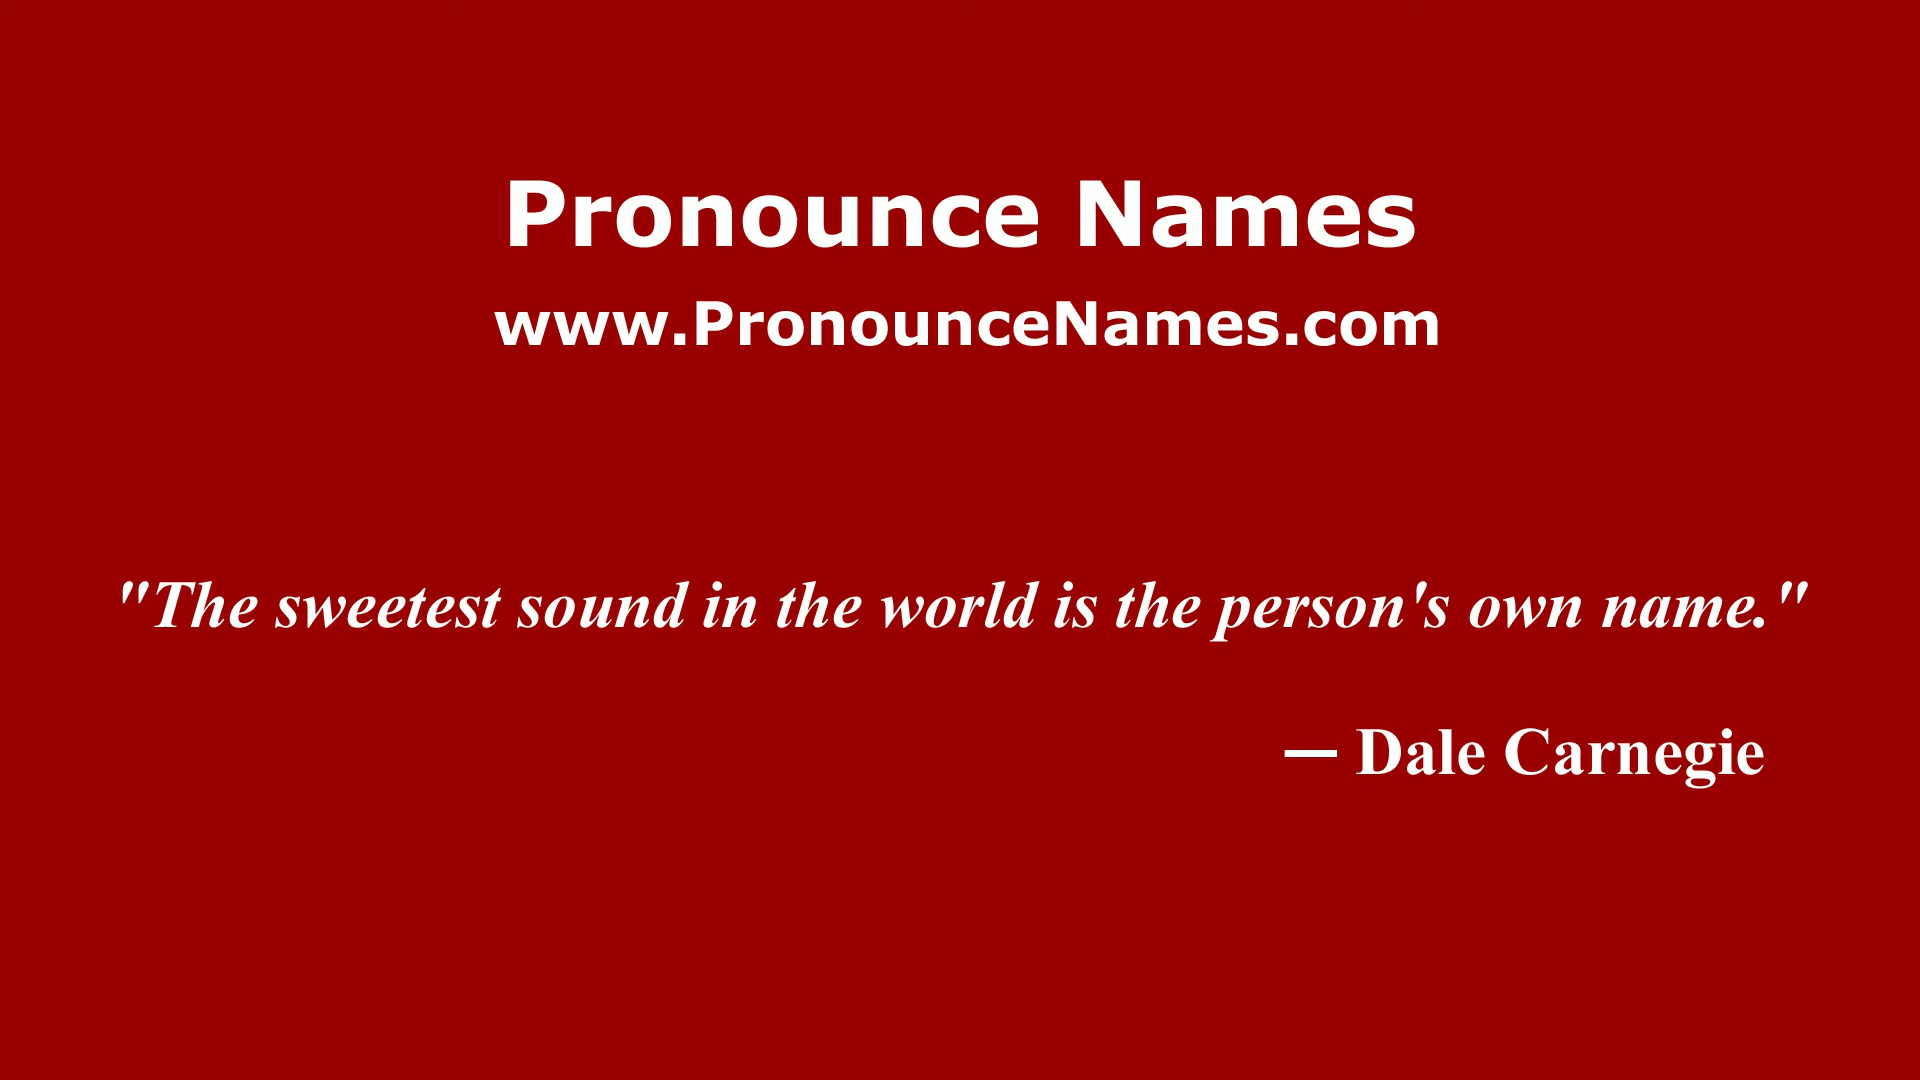 Pronounce Names
www.PronounceNames.com
"The sweetest sound in the world is the person's own name."
— Dale Carnegie